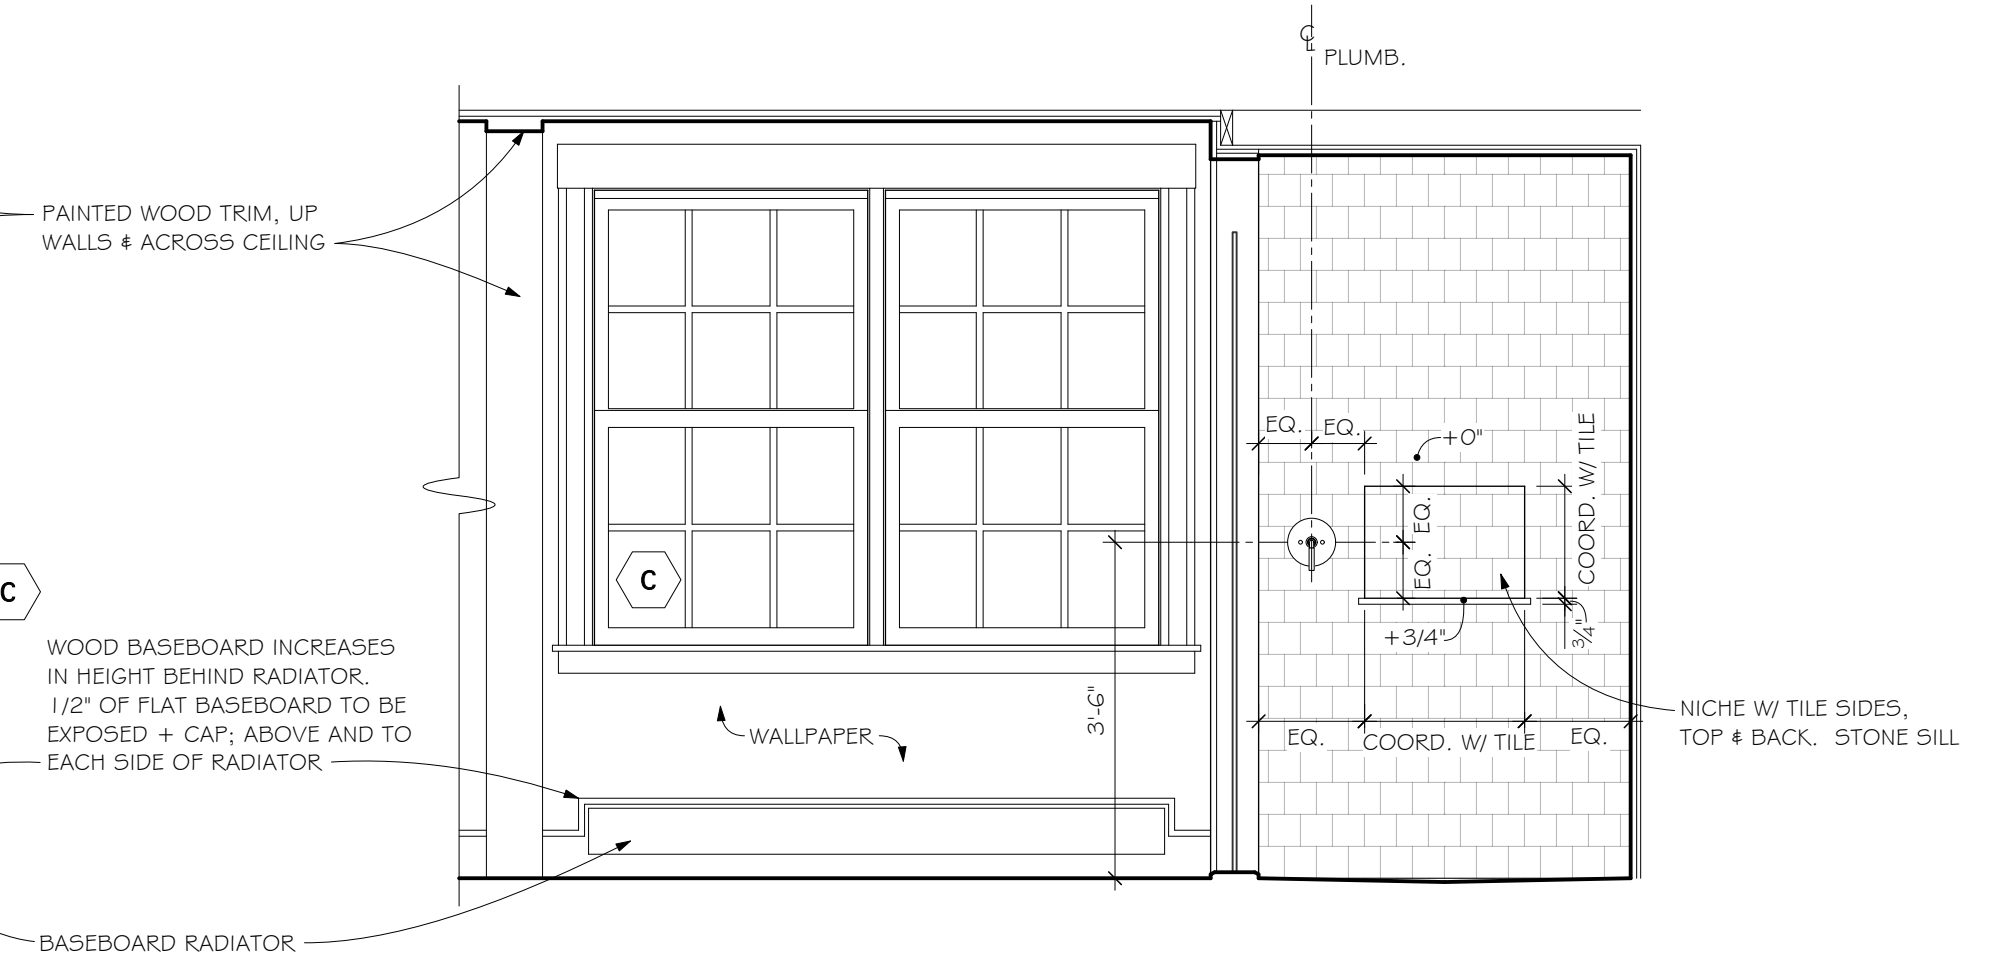 ℄
PLUMB.
PAINTED WOOD TRIM, UP
WALLS & ACROSS CEILING
EQ.
EQ.
+0"
COORD. W/ TILE
EQ.
EQ.
C
C
+3/4"
3/4"
WOOD BASEBOARD INCREASES
IN HEIGHT BEHIND RADIATOR.
1/2" OF FLAT BASEBOARD TO BE
EXPOSED + CAP; ABOVE AND TO
EACH SIDE OF RADIATOR
3'-6"
WALLPAPER
EQ.
COORD. W/ TILE
EQ.
NICHE W/ TILE SIDES,
TOP & BACK. STONE SILL
BASEBOARD RADIATOR